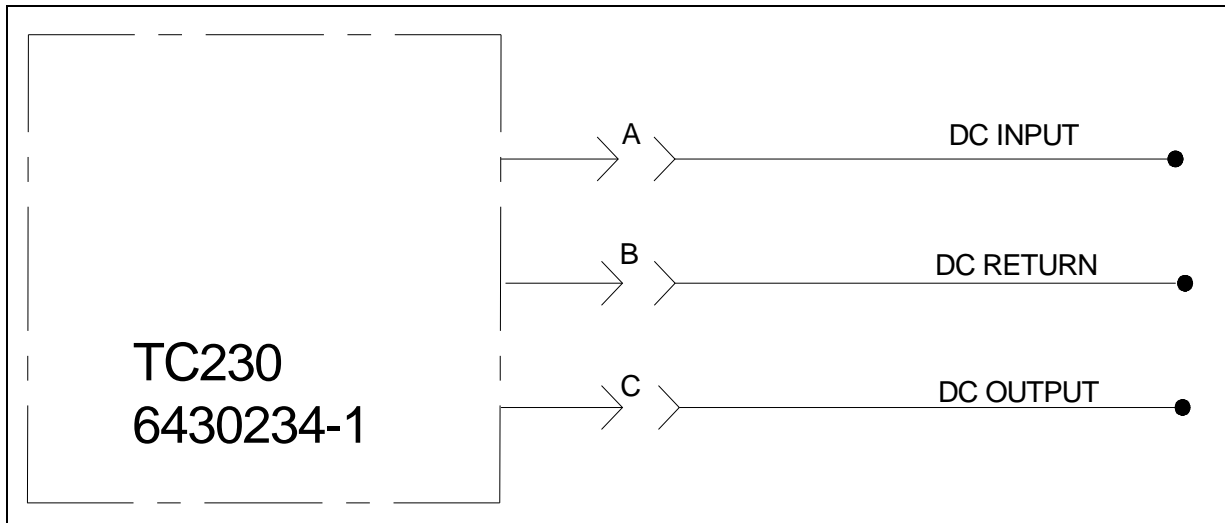 A
DC INPUT
B
DC RETURN
C
DC OUTPUT
TC230
6430234-1